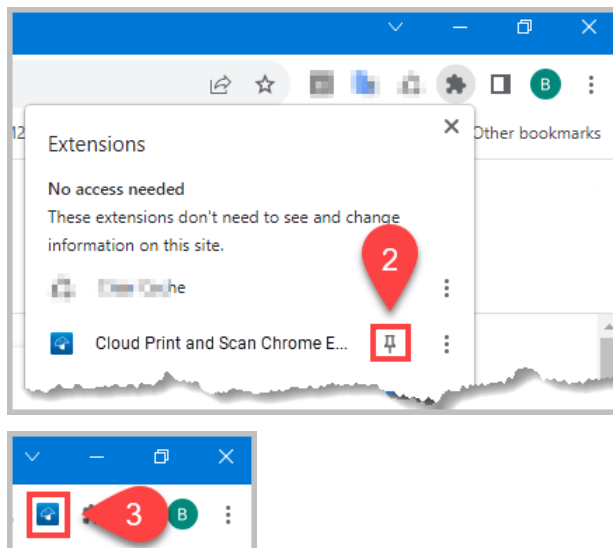 B
12
Extensions
Other bookmarks
No access needed
These extensions don't need to see and change
information on this site.
2
Cloud Print and Scan Chrome E...
3
B